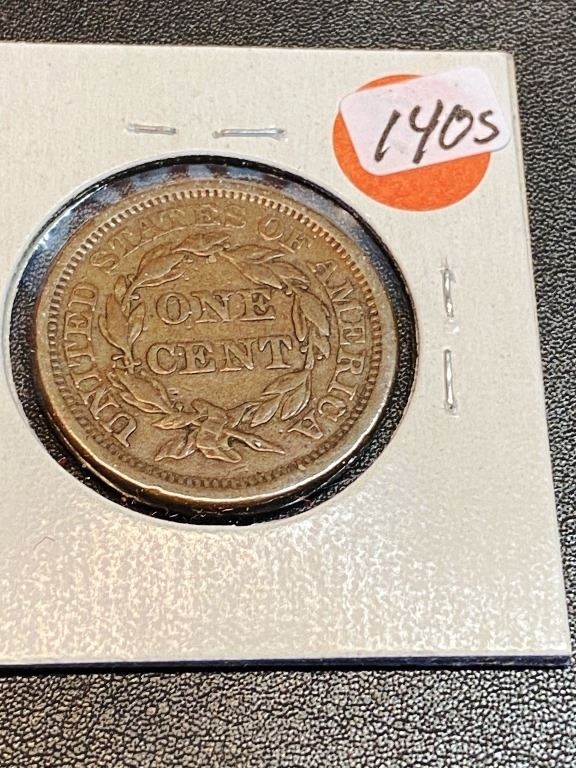 140s
UNITED STATES OF AMERICA
ONE
CENT